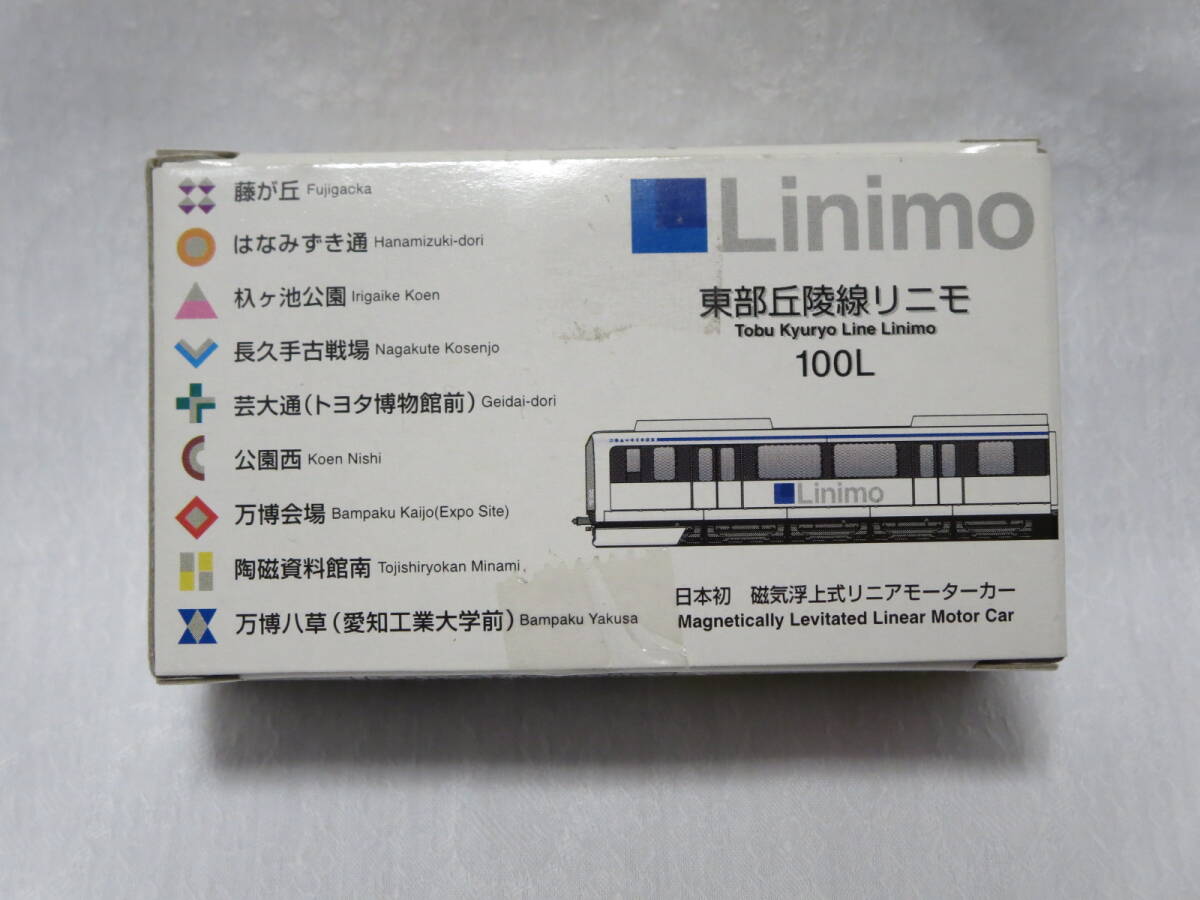 藤が丘 Fujigaoka
はなみずき通 Hanamizuki-dori
杁ヶ池公園 Irigaike Koen
長久手古戦場 Nagakute Kosenjo
芸大通(トヨタ博物館前) Geidai-dori
公園西 Koen Nishi
万博会場 Bampaku Kaijo(Expo Site)
陶磁資料館南 Tojishiryokan Minami
万博八草(愛知工業大学前) Bampaku Yakusa
Linimo
東部丘陵線リニモ
Tobu Kyuryo Line Linimo
100L
Linimo
日本初 磁気浮上式リニアモーターカー
Magnetically Levitated Linear Motor Car